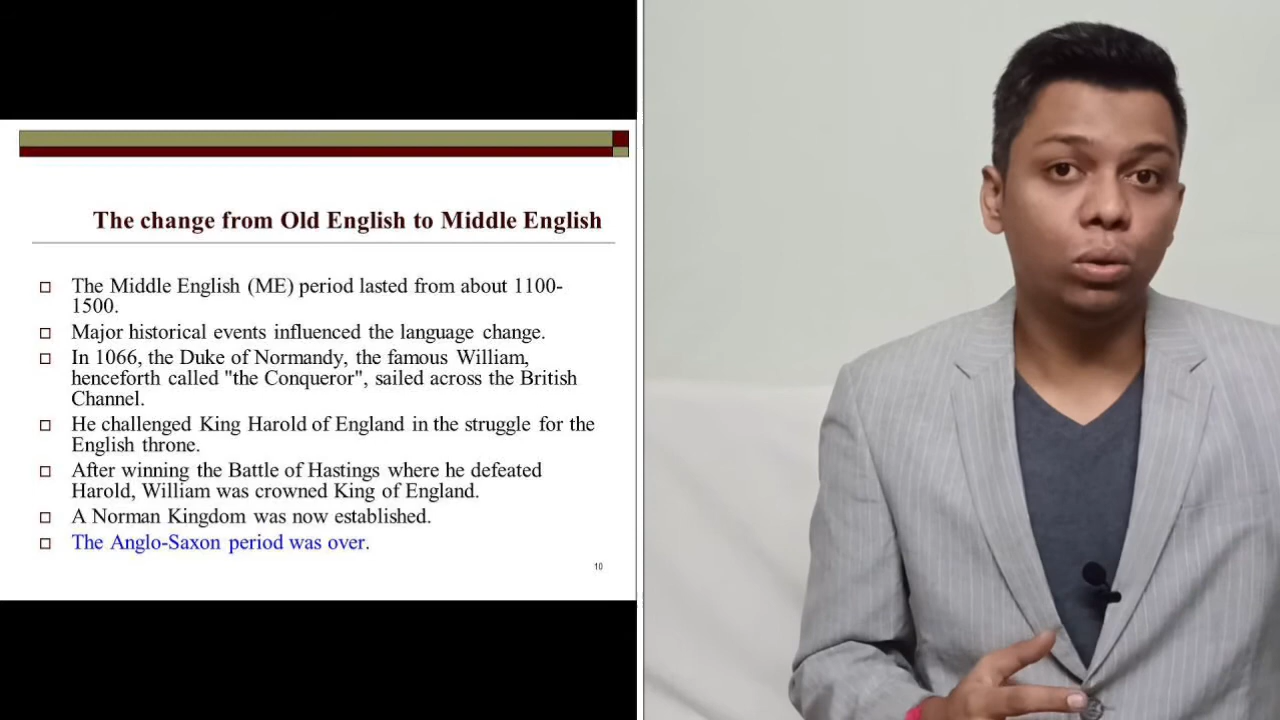 The change from Old English to Middle English
The Middle English (ME) period lasted from about 1100-
1500.
Major historical events influenced the language change.
In 1066, the Duke of Normandy, the famous William,
henceforth called "the Conqueror", sailed across the British
Channel.
He challenged King Harold of England in the struggle for the
English throne.
After winning the Battle of Hastings where he defeated
Harold, William was crowned King of England.
A Norman Kingdom was now established.
The Anglo-Saxon period was over.
10